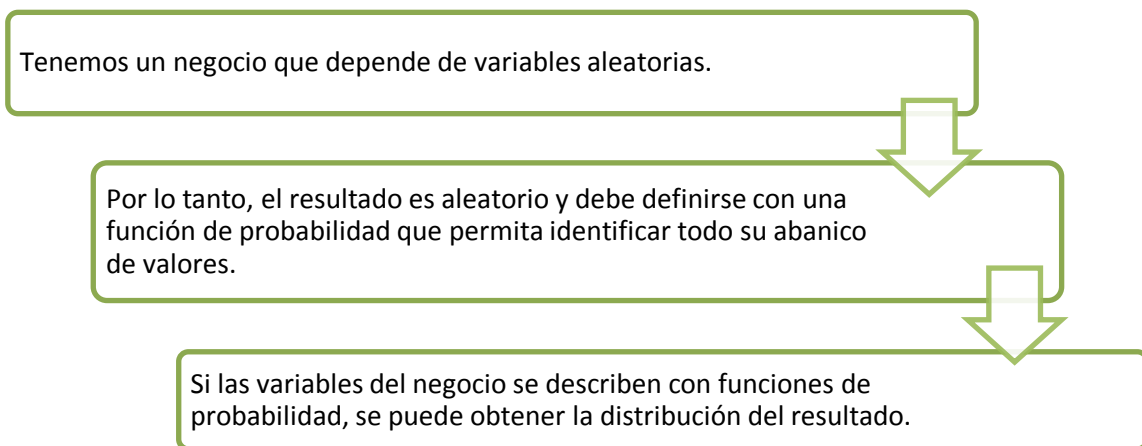 Tenemos un negocio que depende de variables aleatorias.
Por lo tanto, el resultado es aleatorio y debe definirse con una
función de probabilidad que permita identificar todo su abanico
de valores.
Si las variables del negocio se describen con funciones de
probabilidad, se puede obtener la distribución del resultado.